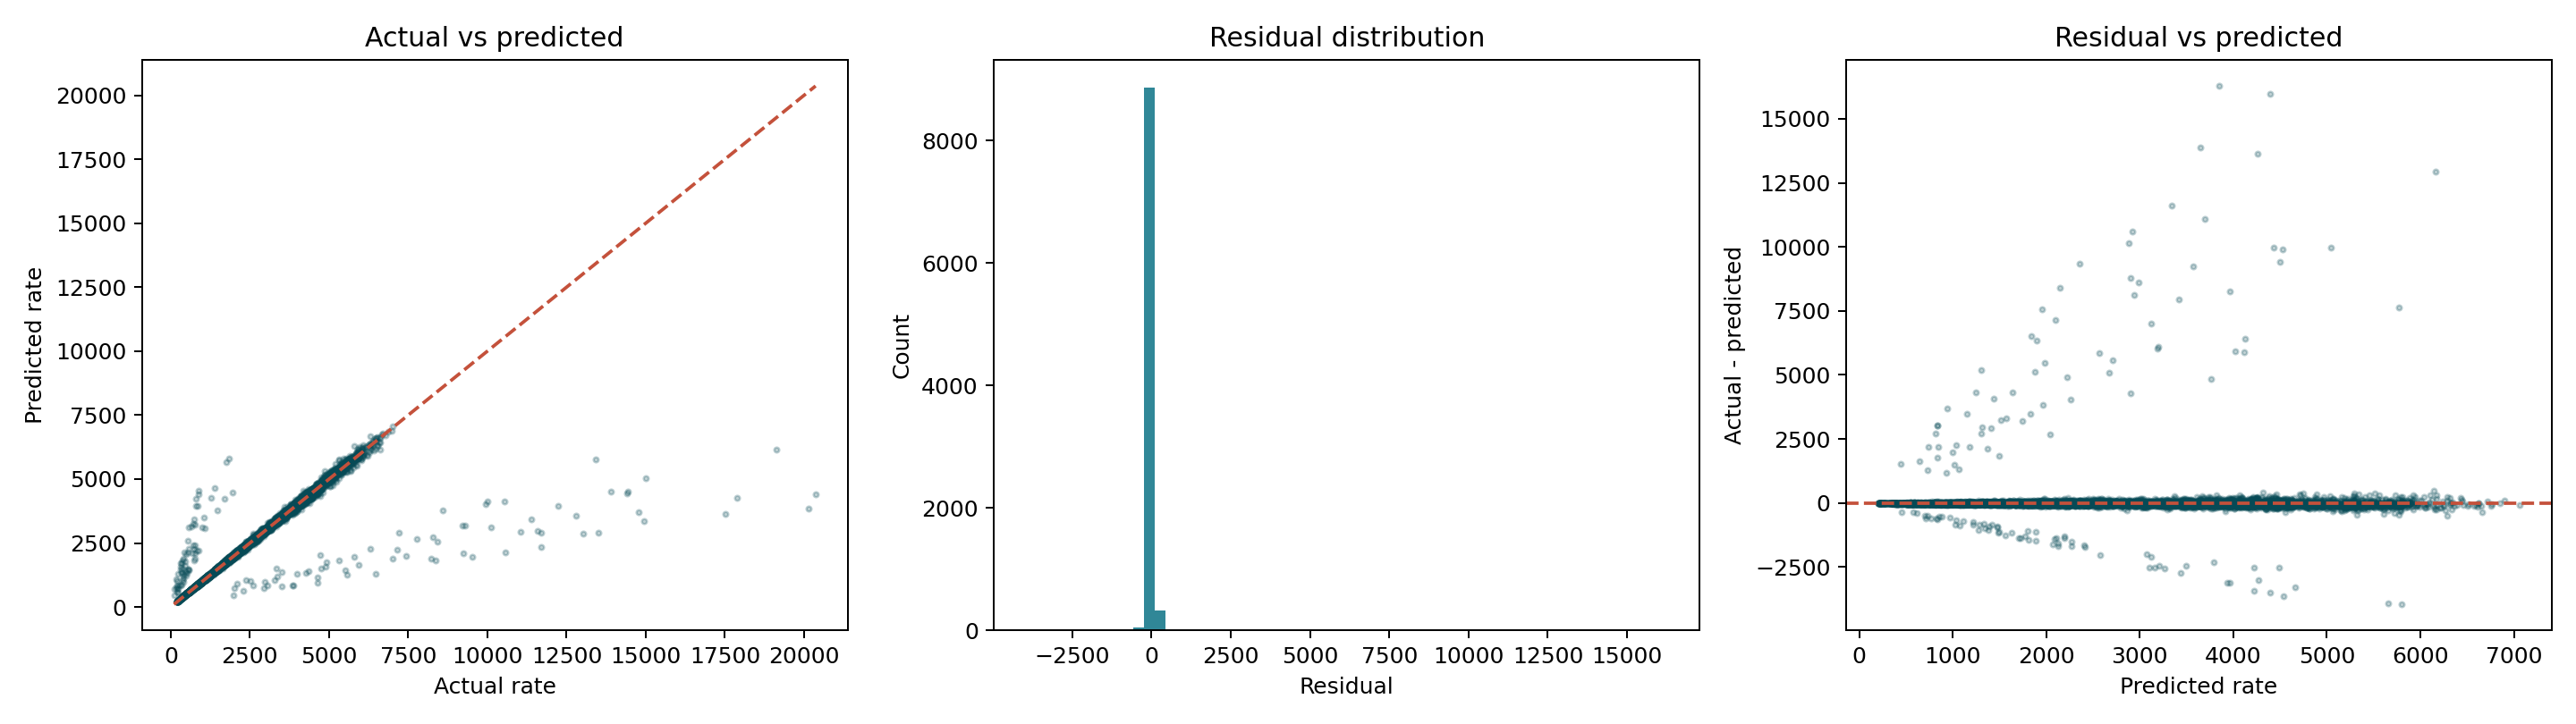 Actual vs predicted
Predicted rate
20000
17500
15000
12500
10000
7500
5000
2500
0
0 2500 5000 7500 10000 12500 15000 17500 20000
Actual rate
Residual distribution
Count
8000
6000
4000
2000
0
−2500 0 2500 5000 7500 10000 12500 15000
Residual
Residual vs predicted
Actual - predicted
15000
12500
10000
7500
5000
2500
0
−2500
0 1000 2000 3000 4000 5000 6000 7000
Predicted rate